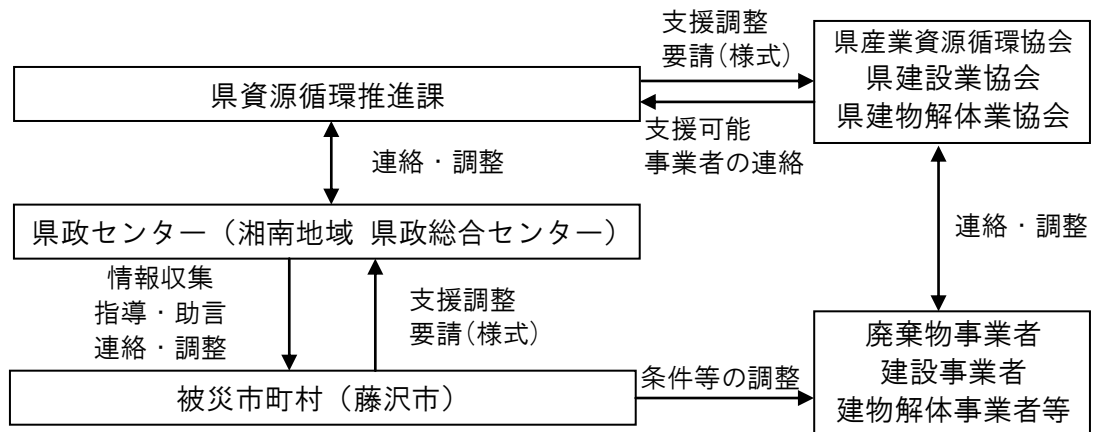 支援調整
要請（様式）
県産業資源循環協会
県建設業協会
県建物解体業協会
県資源循環推進課
支援可能
事業者の連絡
連絡・調整
県政センター（湘南地域 県政総合センター）
連絡・調整
情報収集
指導・助言
連絡・調整
支援調整
要請（様式）
廃棄物事業者
建設事業者
建物解体事業者等
条件等の調整
被災市町村（藤沢市）